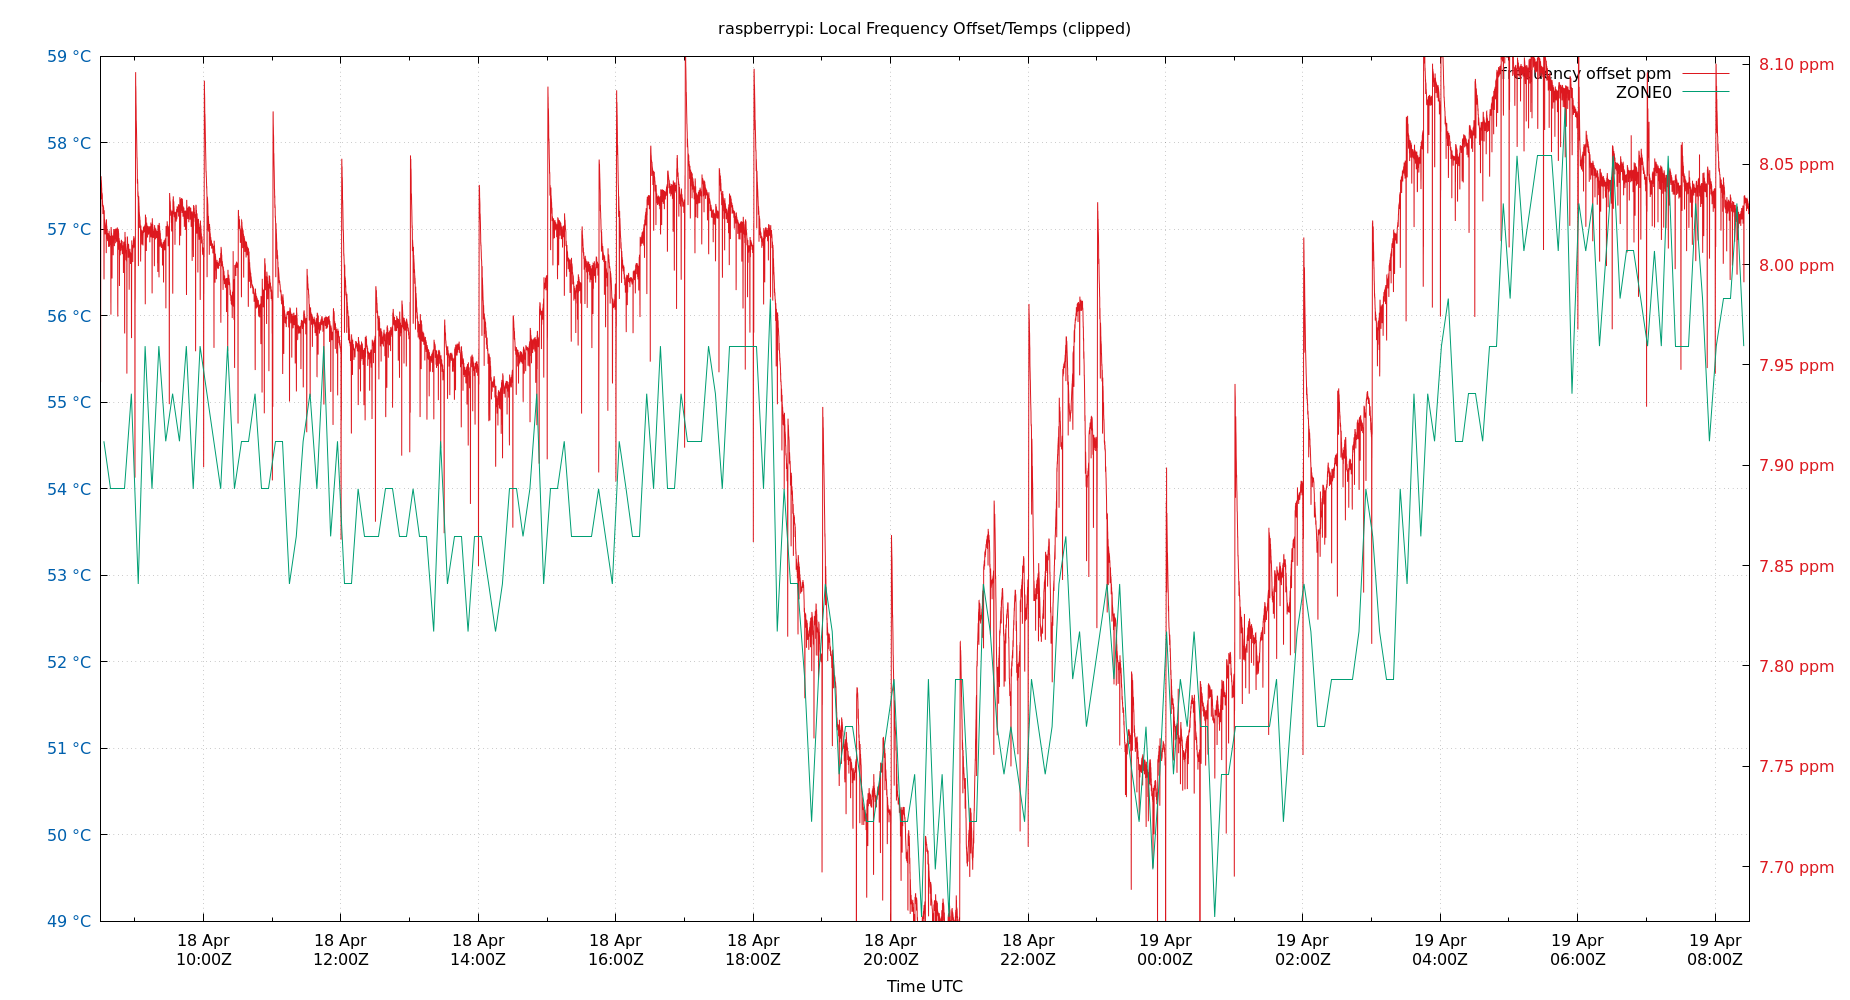 raspberrypi: Local Frequency Offset/Temps (clipped)
59 °C
58 °C
57 °C
56 °C
55 °C
54 °C
53 °C
52 °C
51 °C
50 °C
49 °C
frequency offset ppm
ZONE0
8.10 ppm
8.05 ppm
8.00 ppm
7.95 ppm
7.90 ppm
7.85 ppm
7.80 ppm
7.75 ppm
7.70 ppm
18 Apr 18 Apr 18 Apr 18 Apr 18 Apr 18 Apr 18 Apr 19 Apr 19 Apr 19 Apr 19 Apr 19 Apr
10:00Z 12:00Z 14:00Z 16:00Z 18:00Z 20:00Z 22:00Z 00:00Z 02:00Z 04:00Z 06:00Z 08:00Z
Time UTC